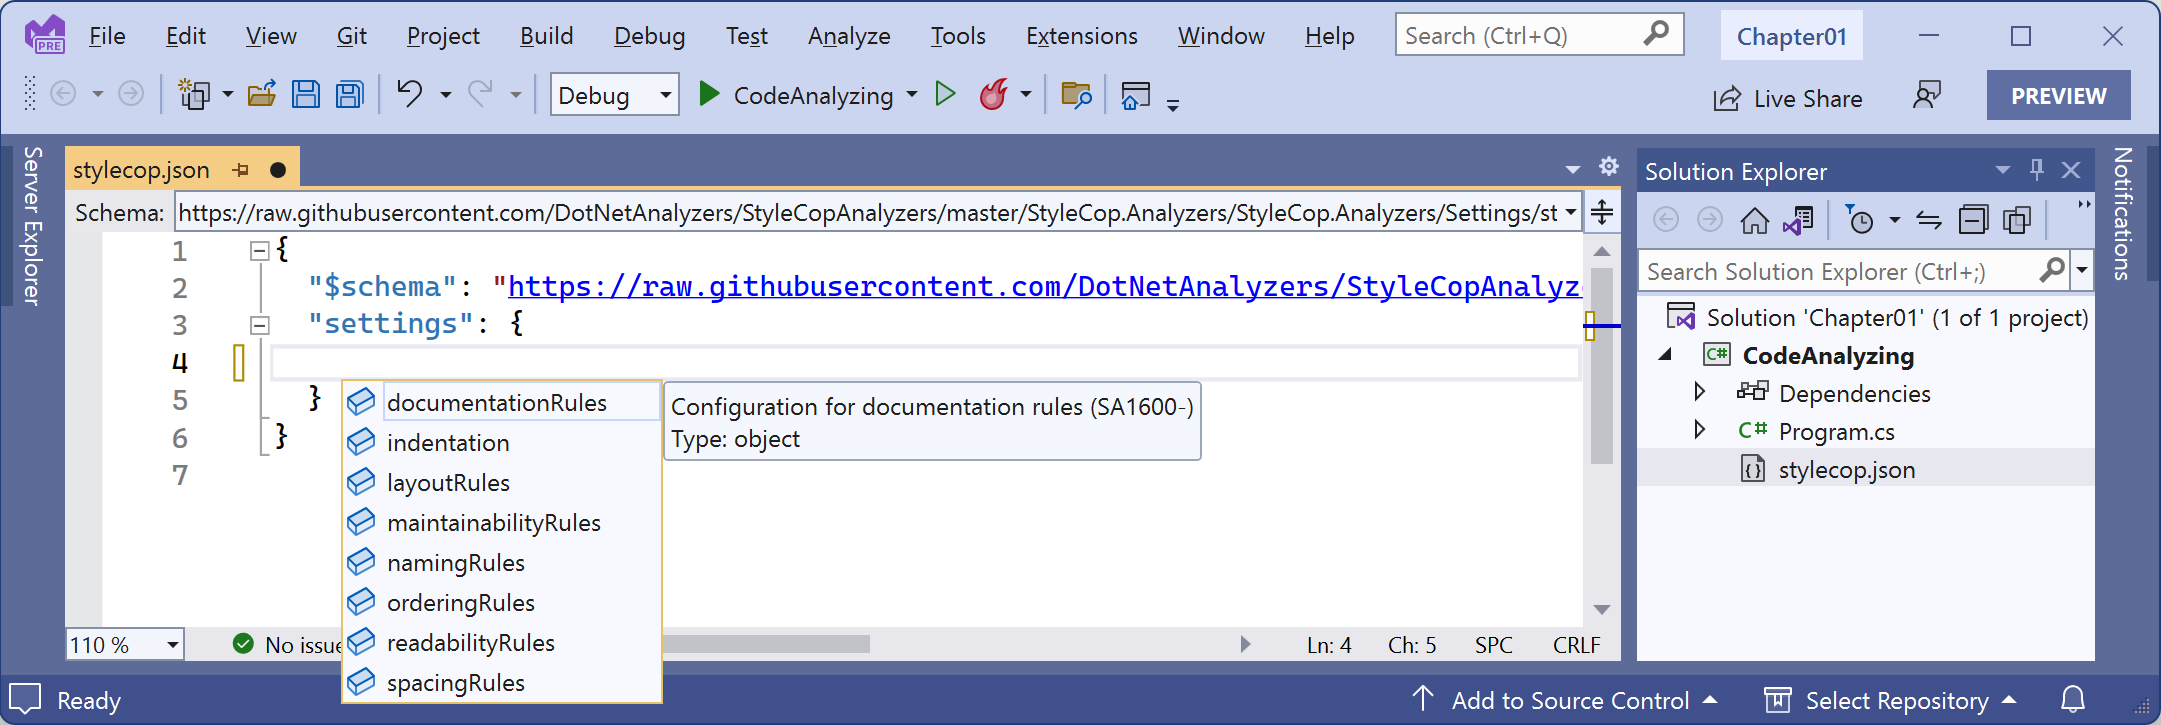 PRE File Edit View Git Project Build Debug Test Analyze Tools Extensions Window Help Search (Ctrl+Q) Chapter01
Debug CodeAnalyzing Live Share PREVIEW
Server Explorer
stylecop.json
Schema: https://raw.githubusercontent.com/DotNetAnalyzers/StyleCopAnalyzers/master/StyleCop.Analyzers/StyleCop.Analyzers/Settings/st
1 {
2 "$schema": "https://raw.githubusercontent.com/DotNetAnalyzers/StyleCopAnalyz
3 "settings": {
4
5 }
6 }
7
documentationRules
indentation
layoutRules
maintainabilityRules
namingRules
orderingRules
readabilityRules
spacingRules
Configuration for documentation rules (SA1600-)
Type: object
110 % No issue Ln: 4 Ch: 5 SPC CRLF
Solution Explorer
Search Solution Explorer (Ctrl+;)
Solution 'Chapter01' (1 of 1 project)
C# CodeAnalyzing
Dependencies
C# Program.cs
{} stylecop.json
Notifications
Ready Add to Source Control Select Repository